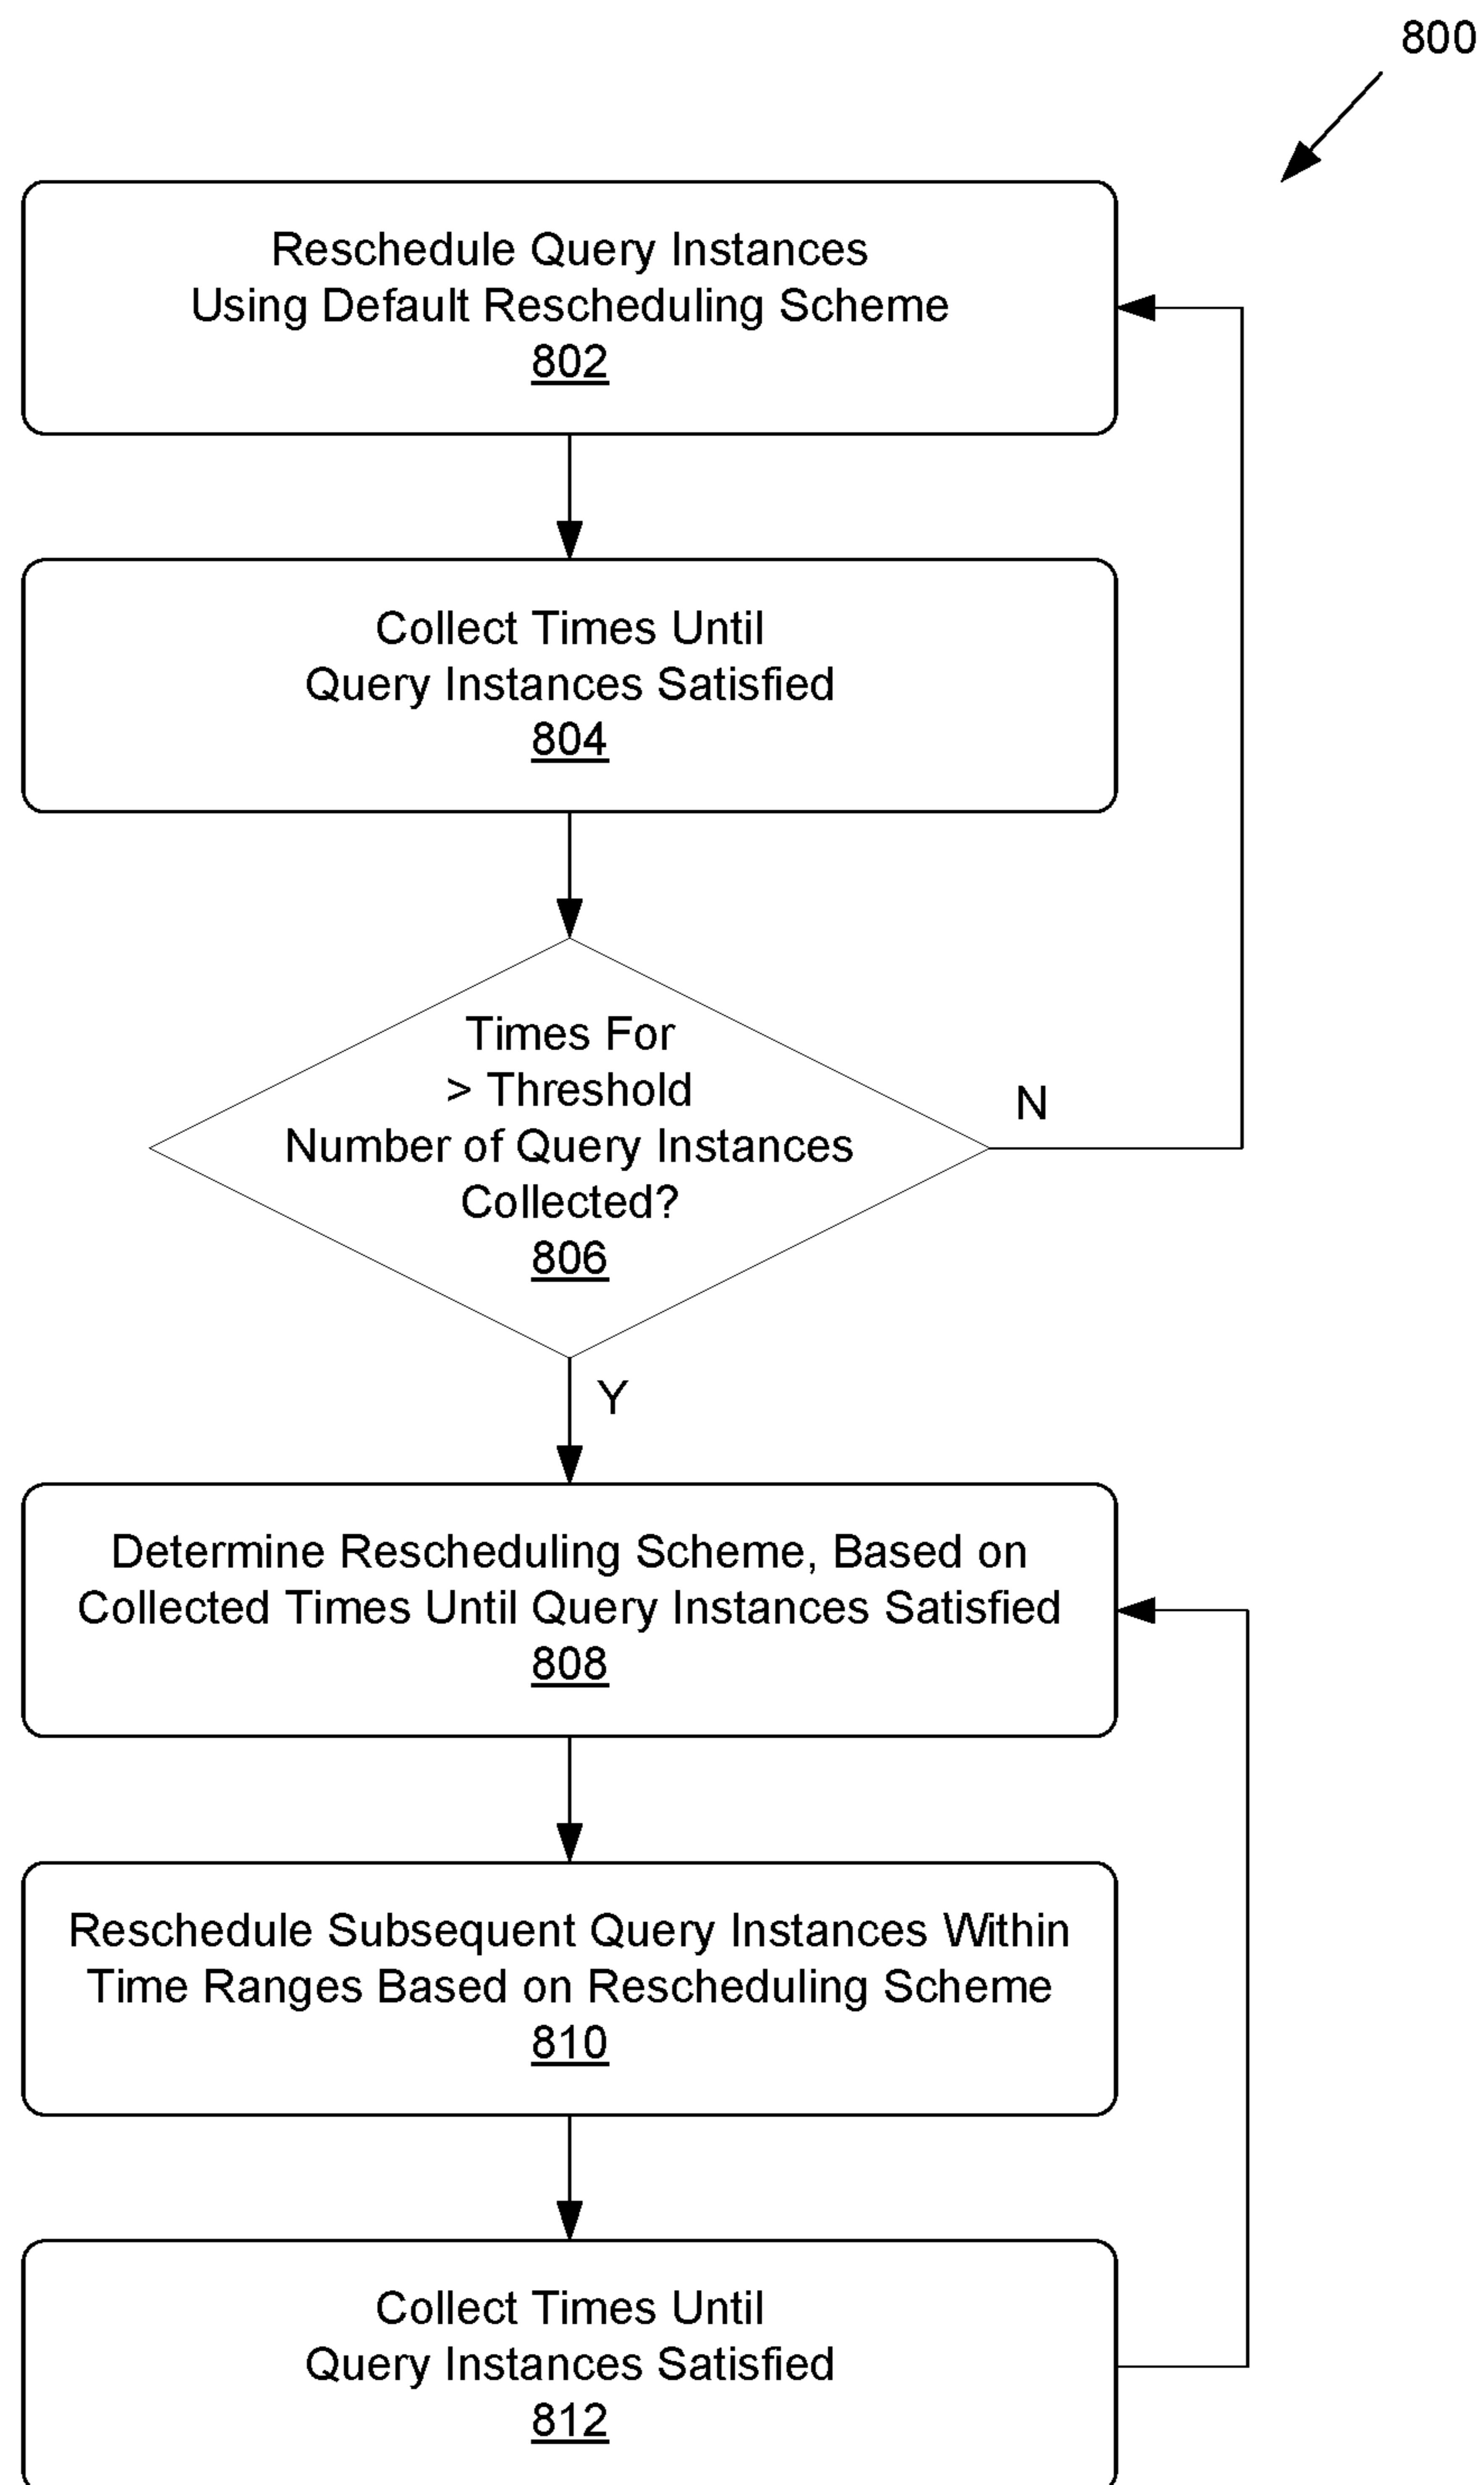 800
Reschedule Query Instances
Using Default Rescheduling Scheme
802
Collect Times Until
Query Instances Satisfied
804
Times For
> Threshold
Number of Query Instances
Collected?
806
N
Y
Determine Rescheduling Scheme, Based on
Collected Times Until Query Instances Satisfied
808
Reschedule Subsequent Query Instances Within
Time Ranges Based on Rescheduling Scheme
810
Collect Times Until
Query Instances Satisfied
812